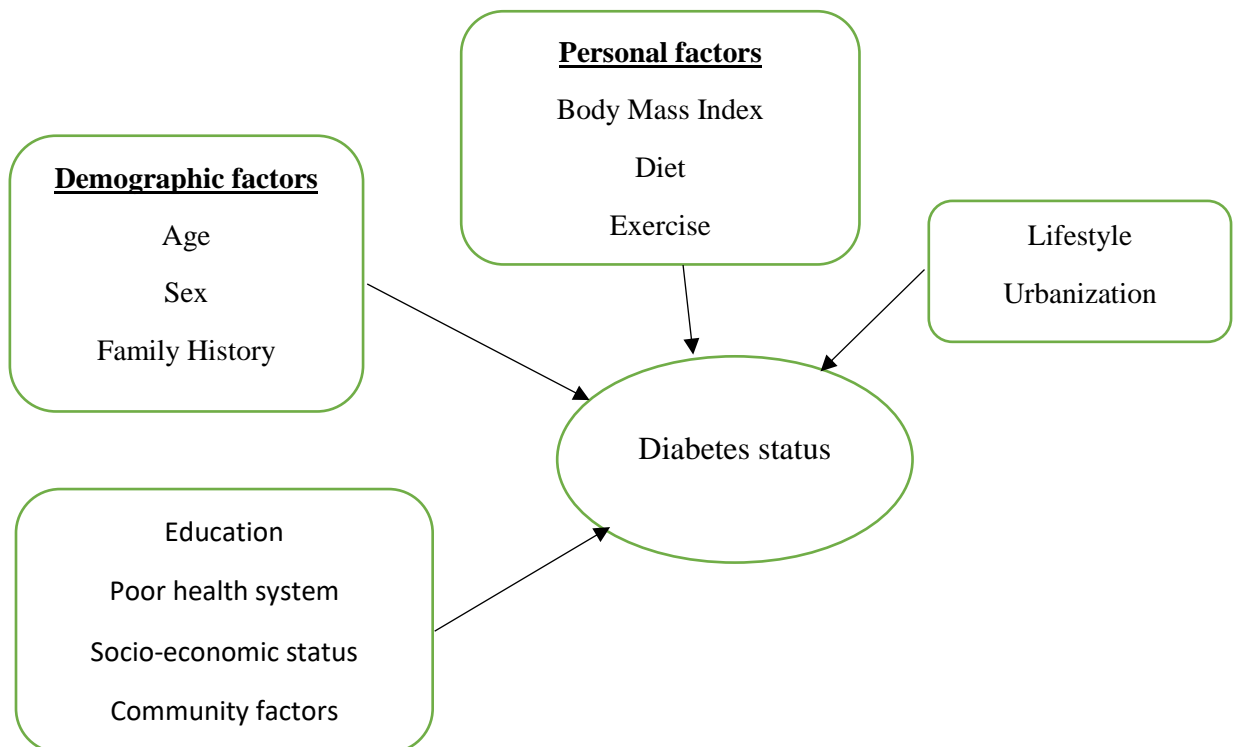 Personal factors
Body Mass Index
Diet
Exercise
Demographic factors
Age
Sex
Family History
Lifestyle
Urbanization
Diabetes status
Education
Poor health system
Socio-economic status
Community factors